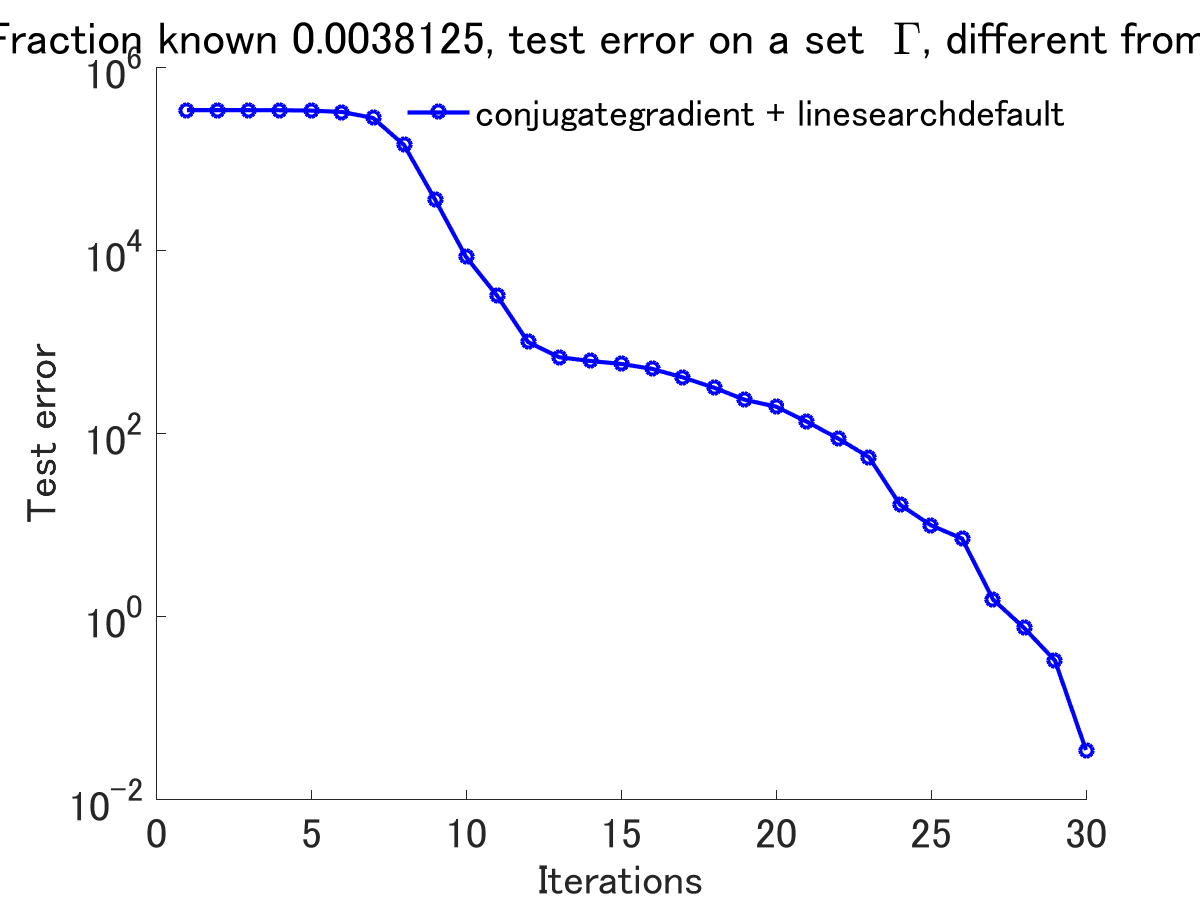 Fraction known 0.0038125, test error on a set Γ, different from
conjugategradient + linesearchdefault
Test error
10^6
10^4
10^2
10^0
10^-2
0 5 10 15 20 25 30
Iterations